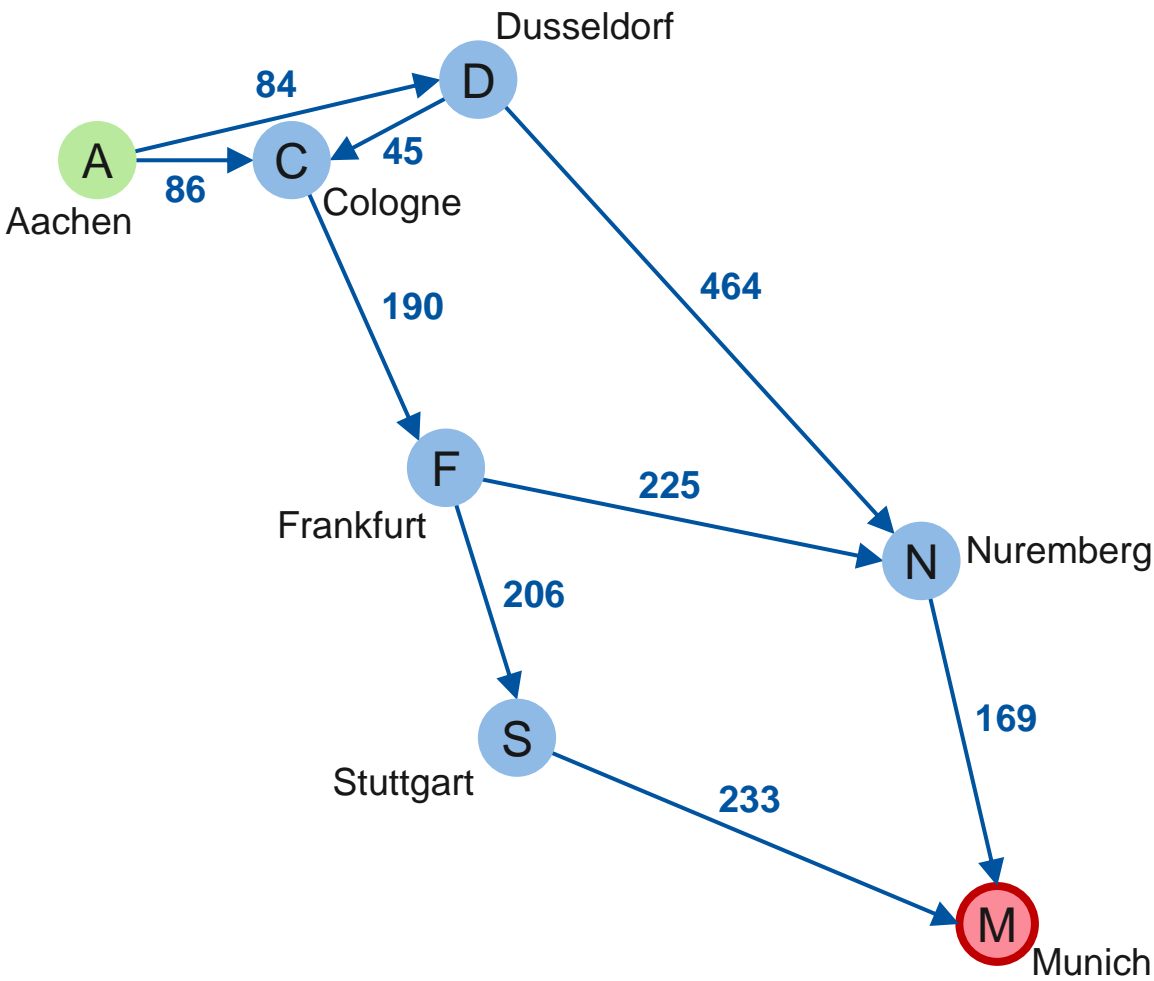 Dusseldorf
D
84
A
C
45
86
Cologne
Aachen
464
190
F
225
Frankfurt
N
Nuremberg
206
169
S
Stuttgart
233
M
Munich